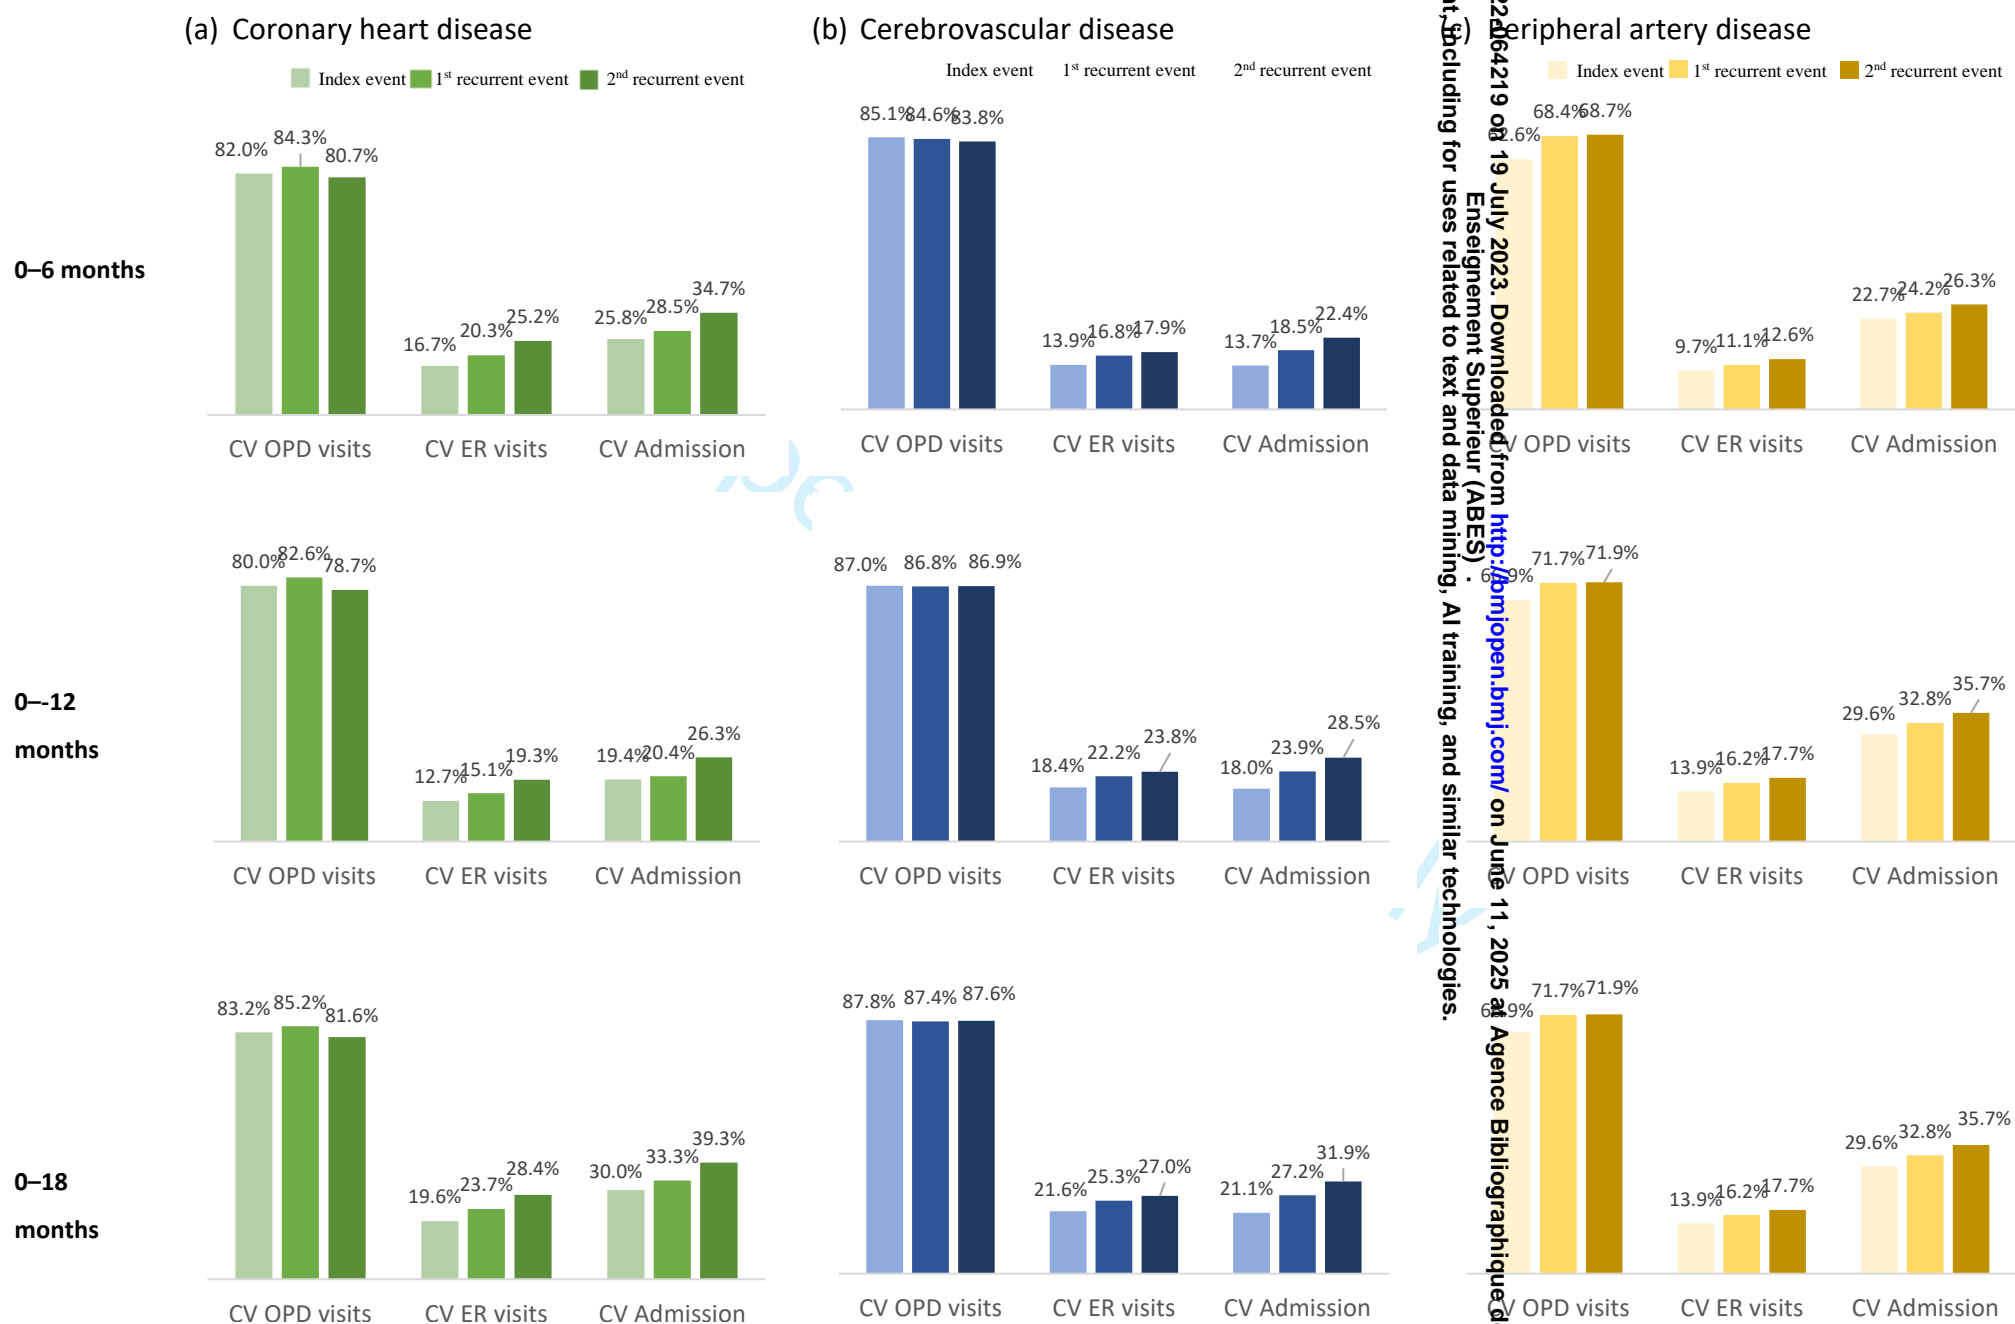 (a) Coronary heart disease
(b) Cerebrovascular disease
eripheral artery disease
Index event 1st recurrent event 2nd recurrent event
Index event 1st recurrent event 2nd recurrent event
Index event 1st recurrent event 2nd recurrent event
0–6 months
82.0% 84.3% 80.7%
16.7% 20.3% 25.2%
25.8% 28.5% 34.7%
CV OPD visits CV ER visits CV Admission
85.1% 84.6% 83.8%
13.9% 16.8% 17.9%
13.7% 18.5% 22.4%
CV OPD visits CV ER visits CV Admission
68.4% 68.7%
9.7% 11.1% 12.6%
22.7% 24.2% 26.3%
OPD visits CV ER visits CV Admission
0–-12
months
80.0% 82.6% 78.7%
12.7% 15.1% 19.3%
19.4% 20.4% 26.3%
CV OPD visits CV ER visits CV Admission
87.0% 86.8% 86.9%
18.4% 22.2% 23.8%
18.0% 23.9% 28.5%
CV OPD visits CV ER visits CV Admission
71.7% 71.9%
13.9% 16.2% 17.7%
29.6% 32.8% 35.7%
OPD visits CV ER visits CV Admission
0–18
months
83.2% 85.2% 81.6%
19.6% 23.7% 28.4%
30.0% 33.3% 39.3%
CV OPD visits CV ER visits CV Admission
87.8% 87.4% 87.6%
21.6% 25.3% 27.0%
21.1% 27.2% 31.9%
CV OPD visits CV ER visits CV Admission
71.7% 71.9%
13.9% 16.2% 17.7%
29.6% 32.8% 35.7%
OPD visits CV ER visits CV Admission
22-064219 on 19 July 2023. Downloaded from http://bmjopen.bmj.com/ on June 11, 2025 at Agence Bibliographique d
Enseignement Superieur (ABES) .
including for uses related to text and data mining, AI training, and similar technologies.